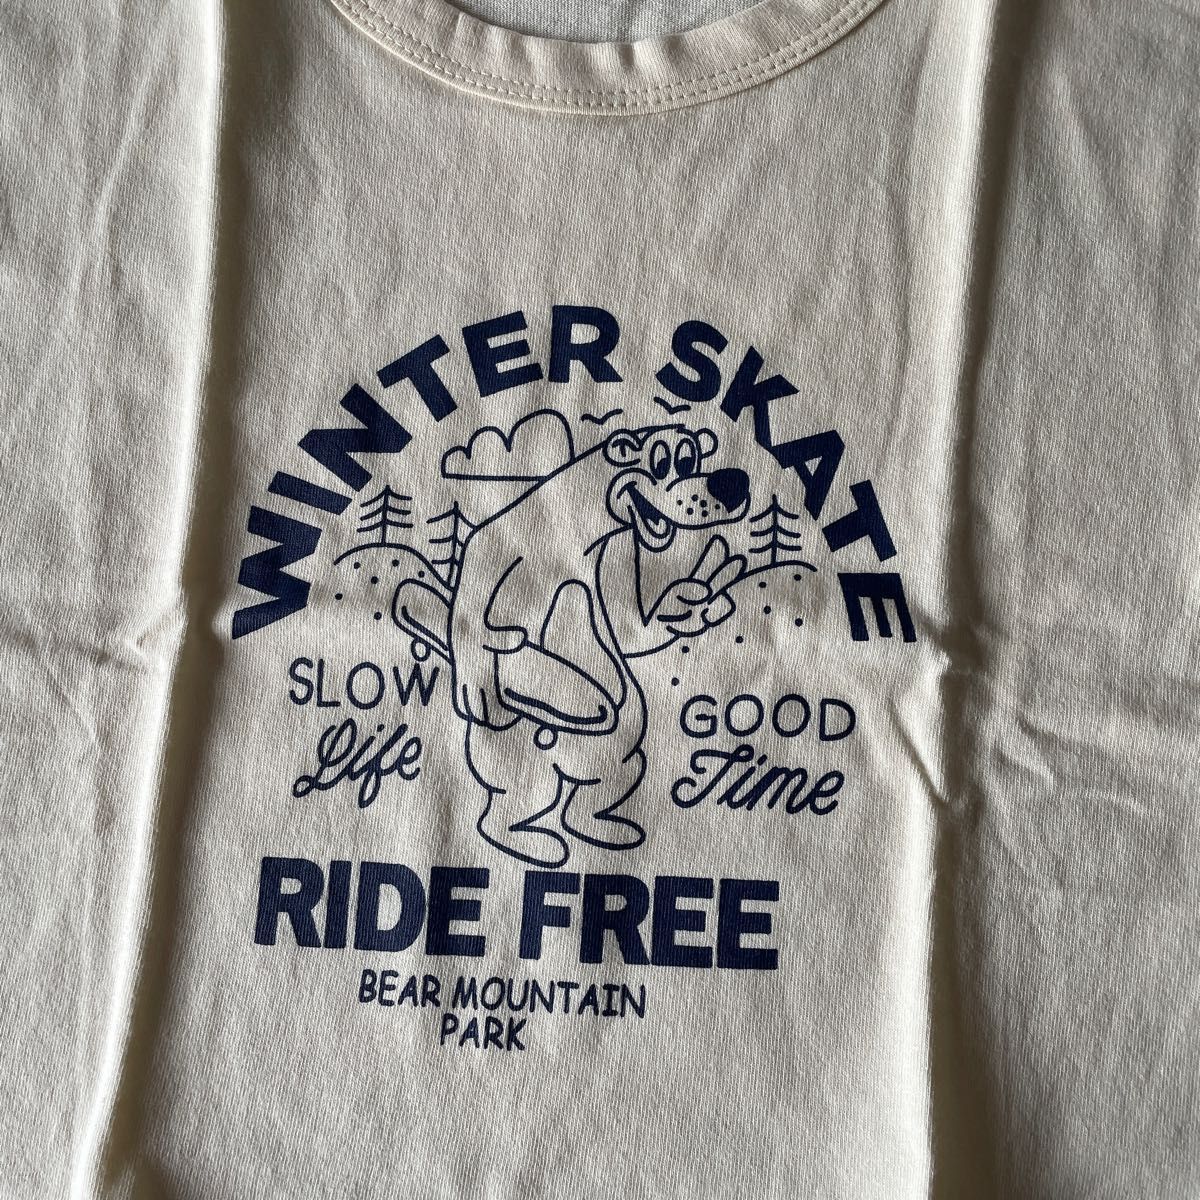 WINTER SKATE
SLOW
Life
GOOD
Time
RIDE FREE
BEAR MOUNTAIN
PARK